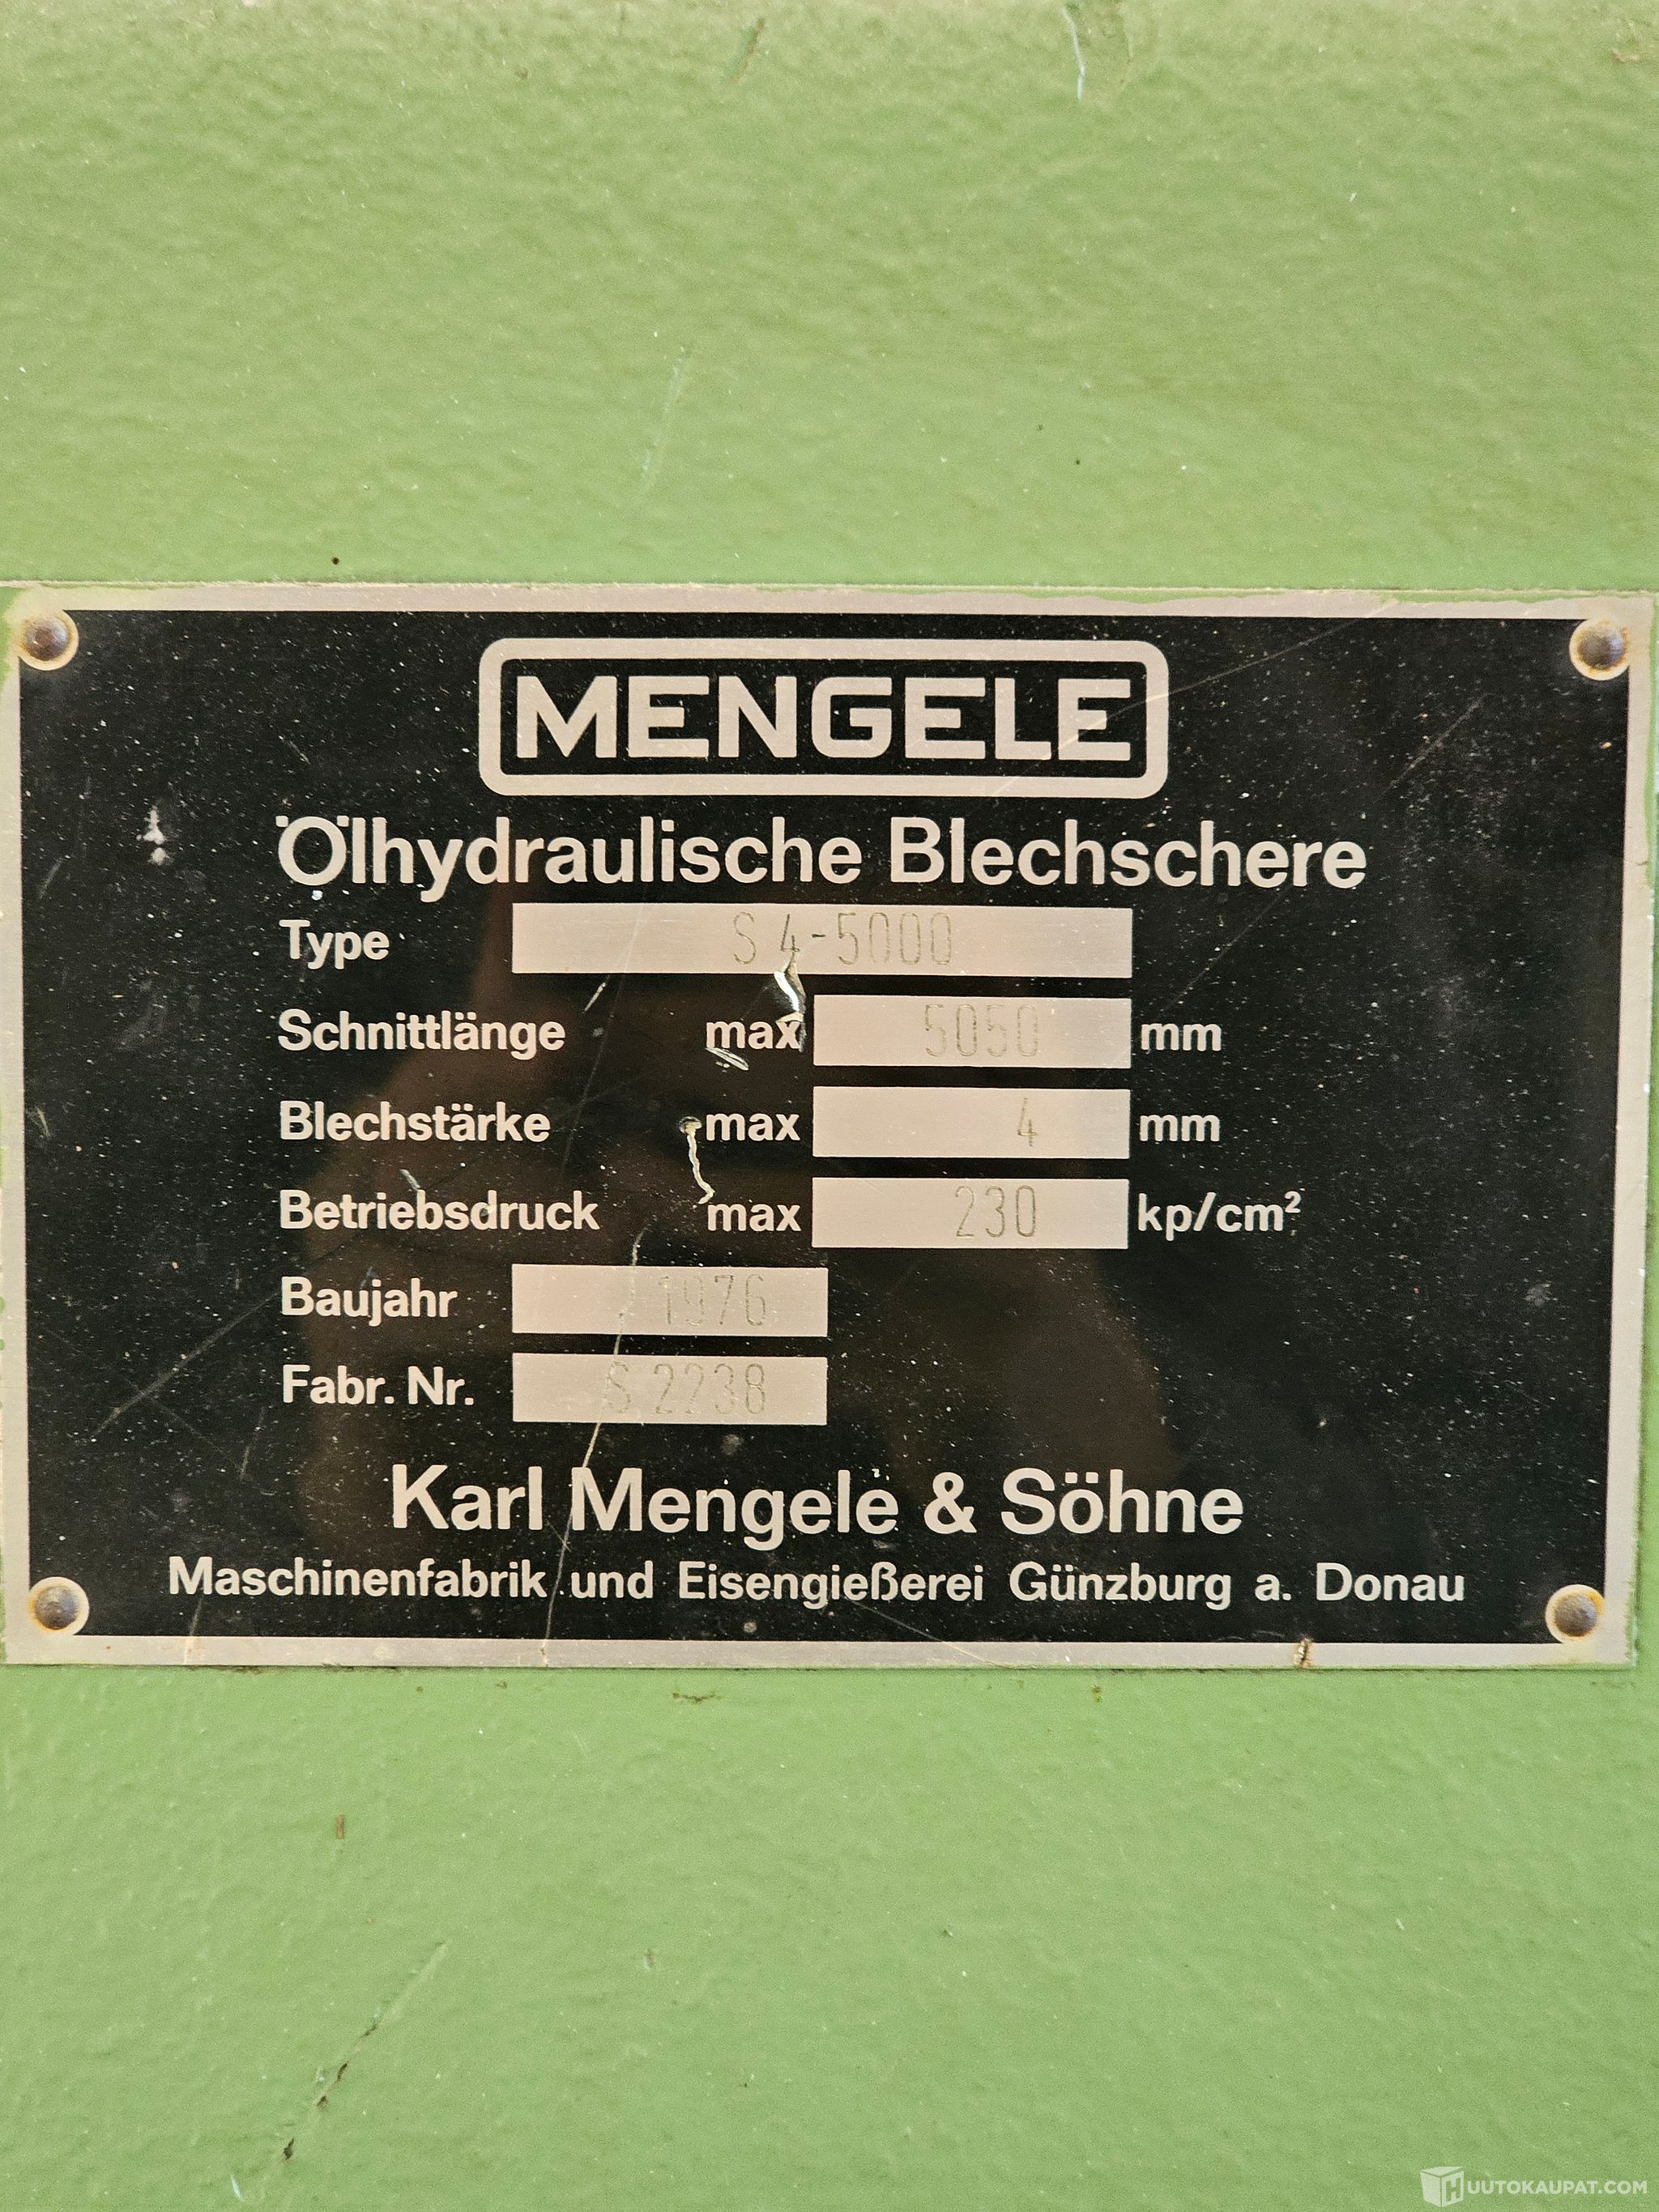 MENGELE
Ölhydraulische Blechschere
Type S 4-5000
Schnittlänge max 5050 mm
Blechstärke max 4 mm
Betriebsdruck max 230 kp/cm²
Baujahr 1976
Fabr. Nr. S 2238
Karl Mengele & Söhne
Maschinenfabrik und Eisengießerei Günzburg a. Donau
HUUTOKAUPAT.COM